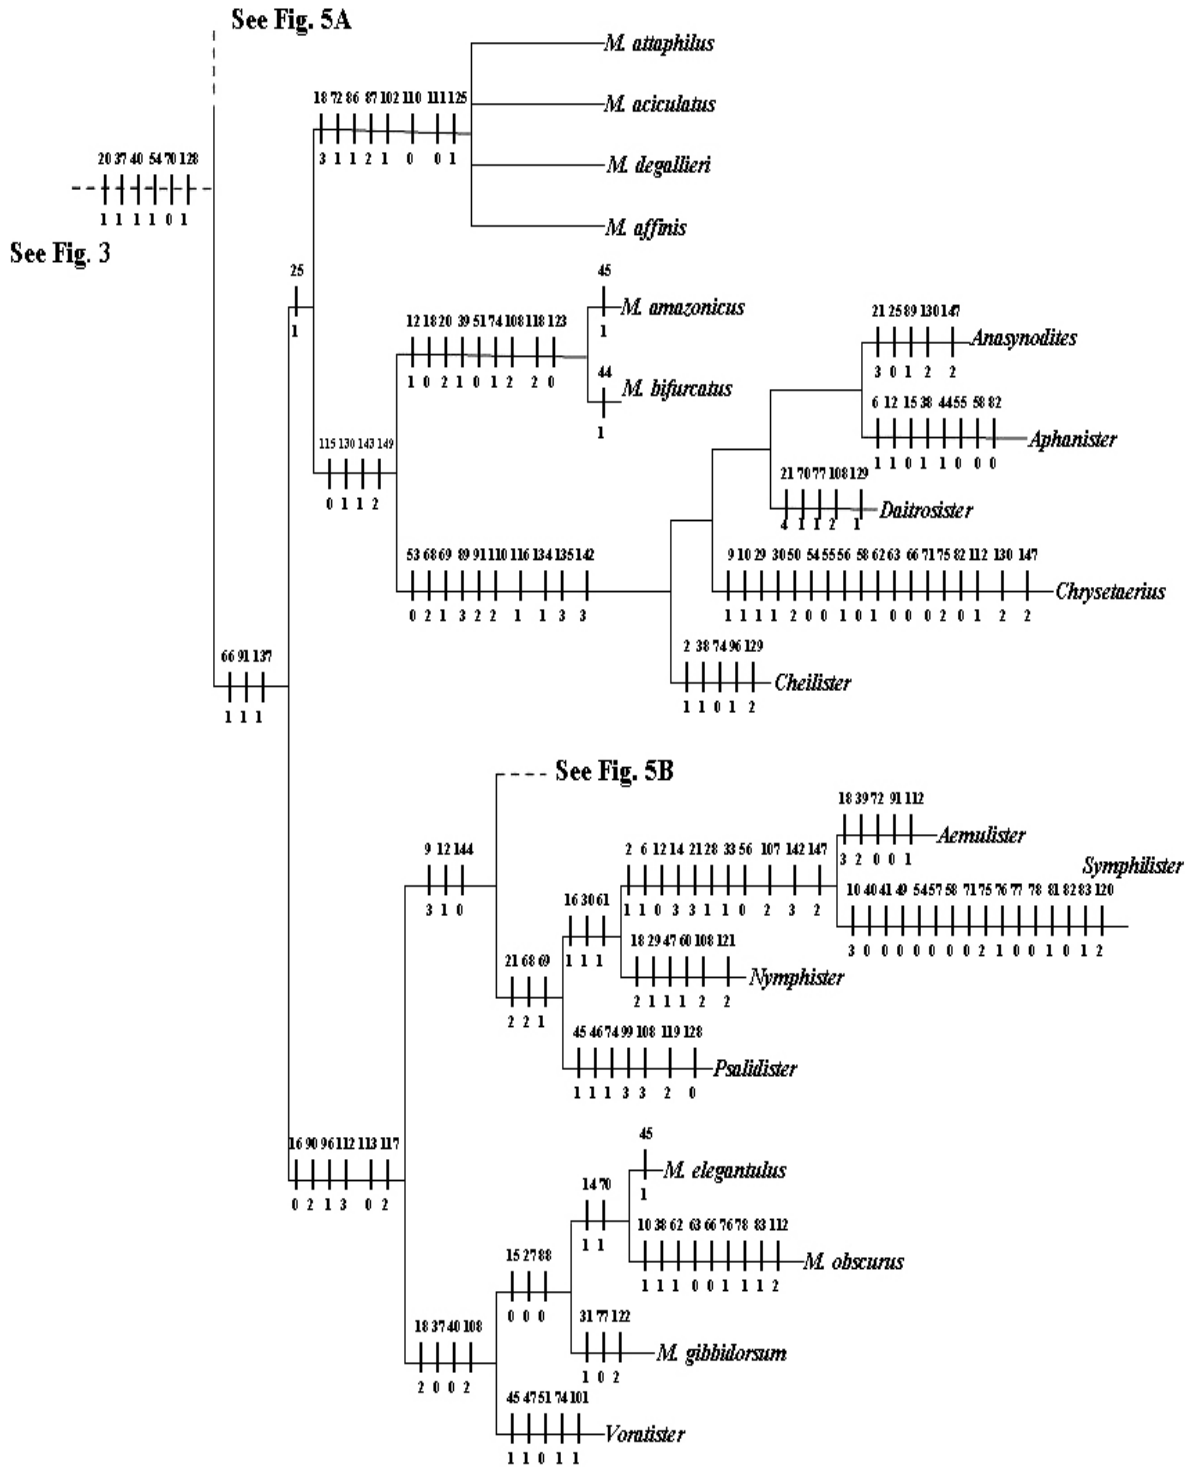 See Fig. 5A
M. attaphilus
18 72 86 87 102 110 111 125
3 1 1 2 1 0 0 1
M. aciculatus
20 37 40 54 70 128
1 1 1 1 0 1
M. degallieri
See Fig. 3
M. affinis
25
1
45
1
M. amazonicus
12 18 20 39 51 74 108 118 123
1 0 2 1 0 1 2 2 0
44
1
M. bifurcatus
21 25 89 130 147
3 0 1 2 2
Anasynodites
6 12 15 38 44 55 58 82
1 1 0 1 1 0 0 0
Aphanister
115 130 143 149
0 1 1 2
21 70 77 108 129
4 1 1 2 1
Daitrosister
53 68 69 89 91 110 116 134 135 142
0 2 1 3 2 2 1 1 3 3
9 10 29 30 50 54 55 56 58 62 63 66 71 75 82 112 130 147
1 1 1 1 2 0 0 1 0 1 0 0 0 2 0 1 2 2
Chrysetaerius
66 91 137
1 1 1
2 38 74 96 129
1 1 0 1 2
Cheilister
See Fig. 5B
18 39 72 91 112
3 2 0 0 1
Aemulister
9 12 144
3 1 0
2 6 12 14 21 28 33 56 107 142 147
1 1 0 3 3 1 1 0 2 3 2
Symphilister
10 40 41 49 54 57 58 71 75 76 77 78 81 82 83 120
3 0 0 0 0 0 0 0 2 1 0 0 1 0 1 2
16 30 61
1 1 1
18 29 47 60 108 121
2 1 1 1 2 2
Nymphister
21 68 69
2 2 1
45 46 74 99 108 119 128
1 1 1 3 3 2 0
Psalidister
16 90 96 112 113 117
0 2 1 3 0 2
45
1
M. elegantulus
14 70
1 1
10 38 62 63 66 76 78 83 112
1 1 1 0 0 1 1 1 2
M. obscurus
15 27 88
0 0 0
31 77 122
1 0 2
M. gibbidorsum
18 37 40 108
2 0 0 2
45 47 51 74 101
1 1 0 1 1
Voratister